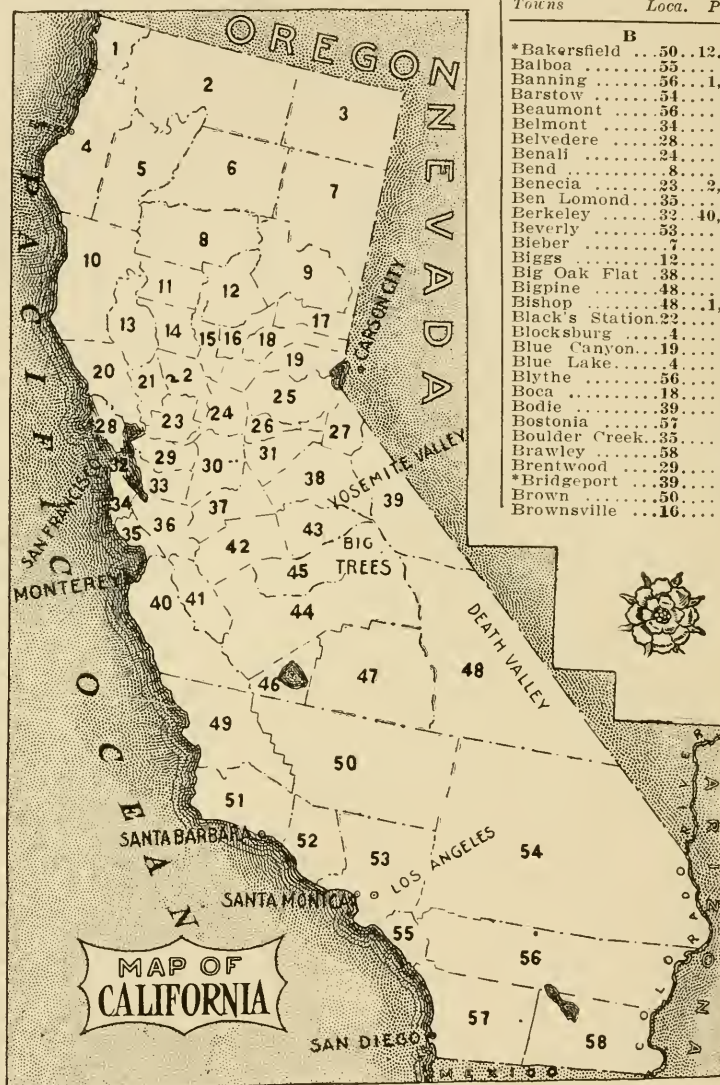 Towns Loca. P
B
*Bakersfield ...50..12,
Balboa .......55....
Banning ......56...1,
Barstow ......54....
Beaumont .....56....
Belmont ......34....
Belvedere ....28....
Benali .......24....
Bend .........8....
Benecia ......23...2,
Ben Lomond...35....
Berkeley .....32..40,
Beverly ......53....
Bieber .......7....
Biggs ........12....
Big Oak Flat .38....
Bigpine ......48....
Bishop .......48...1,
Black's Station.22....
Blocksburg ....4....
Blue Canyon...19....
Blue Lake.....4....
Blythe .......56....
Boca .........18....
Bodie ........39....
Bostonia .....57....
Boulder Creek..35....
Brawley ......58....
Brentwood ....29....
*Bridgeport ...39....
Brown ........50....
Brownsville ...16....
OREGON
NEVADA
PACIFIC
OCEAN
1
2
3
4
5
6
7
8
9
10
11
12
13
14
15
16
17
18
19
20
21
22
23
24
25
26
27
28
29
30
31
32
33
34
35
36
37
38
39
40
41
42
43
44
45
46
47
48
49
50
51
52
53
54
55
56
57
58
CARSON CITY
YOSEMITE VALLEY
BIG
TREES
SAN FRANCISCO
MONTEREY
DEATH VALLEY
SANTA BARBARA
LOS ANGELES
SANTA MONICA
SAN DIEGO
MEXICO
COLORADO RIVER
ARIZONA
MAP OF
CALIFORNIA